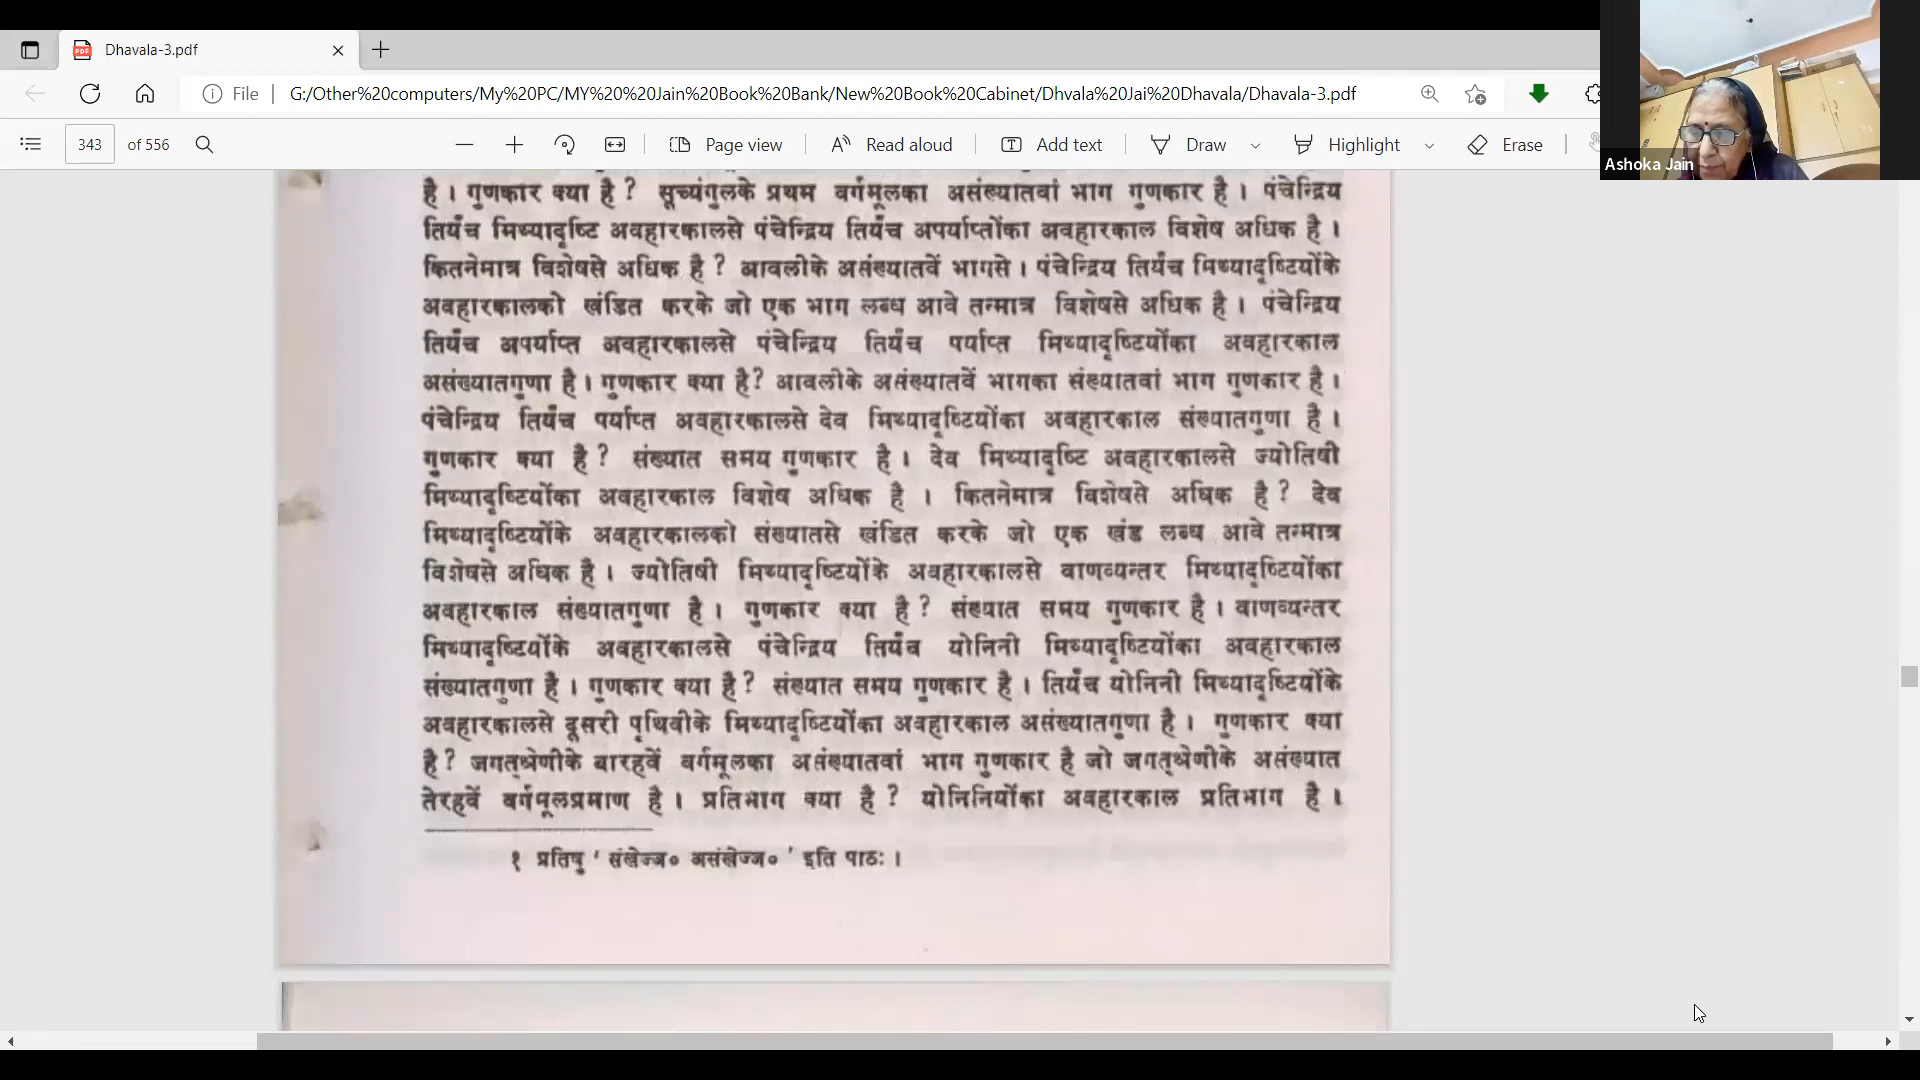 Dhavala-3.pdf
File
G:/Other%20computers/My%20PC/MY%20%20Jain%20Book%20Bank/New%20Book%20Cabinet/Dhvala%20Jai%20Dhavala/Dhavala-3.pdf
343 of 556
Page view
Read aloud
Add text
Draw
Highlight
Erase
Ashoka Jain
है । गुणकार क्या है ? सूच्यंगुलके प्रथम वर्गमूलका असंख्यातवां भाग गुणकार है । पंचेन्द्रिय
तिर्यंच मिथ्यादृष्टि अवहारकालसे पंचेन्द्रिय तिर्यंच अपर्याप्तोंका अवहारकाल विशेष अधिक है ।
कितनेमात्र विशेषसे अधिक है ? आवलीके असंख्यातवें भागसे । पंचेन्द्रिय तिर्यंच मिथ्यादृष्टियोंके
अवहारकालको खंडित करके जो एक भाग लब्ध आवे तन्मात्र विशेषसे अधिक है । पंचेन्द्रिय
तिर्यंच अपर्याप्त अवहारकालसे पंचेन्द्रिय तिर्यंच पर्याप्त मिथ्यादृष्टियोंका अवहारकाल
असंख्यातगुणा है । गुणकार क्या है ? आवलीके असंख्यातवें भागका संख्यातवां भाग गुणकार है ।
पंचेन्द्रिय तिर्यंच पर्याप्त अवहारकालसे देव मिथ्यादृष्टियोंका अवहारकाल संख्यातगुणा है ।
गुणकार क्या है ? संख्यात समय गुणकार है । देव मिथ्यादृष्टि अवहारकालसे ज्योतिषी
मिथ्यादृष्टियोंका अवहारकाल विशेष अधिक है । कितनेमात्र विशेषसे अधिक है ? देव
मिथ्यादृष्टियोंके अवहारकालको संख्यातसे खंडित करके जो एक खंड लब्ध आवे तन्मात्र
विशेषसे अधिक है । ज्योतिषी मिथ्यादृष्टियोंके अवहारकालसे वाणव्यन्तर मिथ्यादृष्टियोंका
अवहारकाल संख्यातगुणा है । गुणकार क्या है ? संख्यात समय गुणकार है । वाणव्यन्तर
मिथ्यादृष्टियोंके अवहारकालसे पंचेन्द्रिय तिर्यंच योनिनी मिथ्यादृष्टियोंका अवहारकाल
संख्यातगुणा है । गुणकार क्या है ? संख्यात समय गुणकार है । तिर्यंच योनिनी मिथ्यादृष्टियोंके
अवहारकालसे दूसरी पृथिवीके मिथ्यादृष्टियोंका अवहारकाल असंख्यातगुणा है । गुणकार क्या
है ? जगत्श्रेणीके बारहवें वर्गमूलका असंख्यातवां भाग गुणकार है जो जगत्श्रेणीके असंख्यात
तेरहवें वर्गमूलप्रमाण है । प्रतिभाग क्या है ? योनिनियोंका अवहारकाल प्रतिभाग है ।
१ प्रतिषु ' संखेज्ज० असंखेज्ज० ' इति पाठः ।